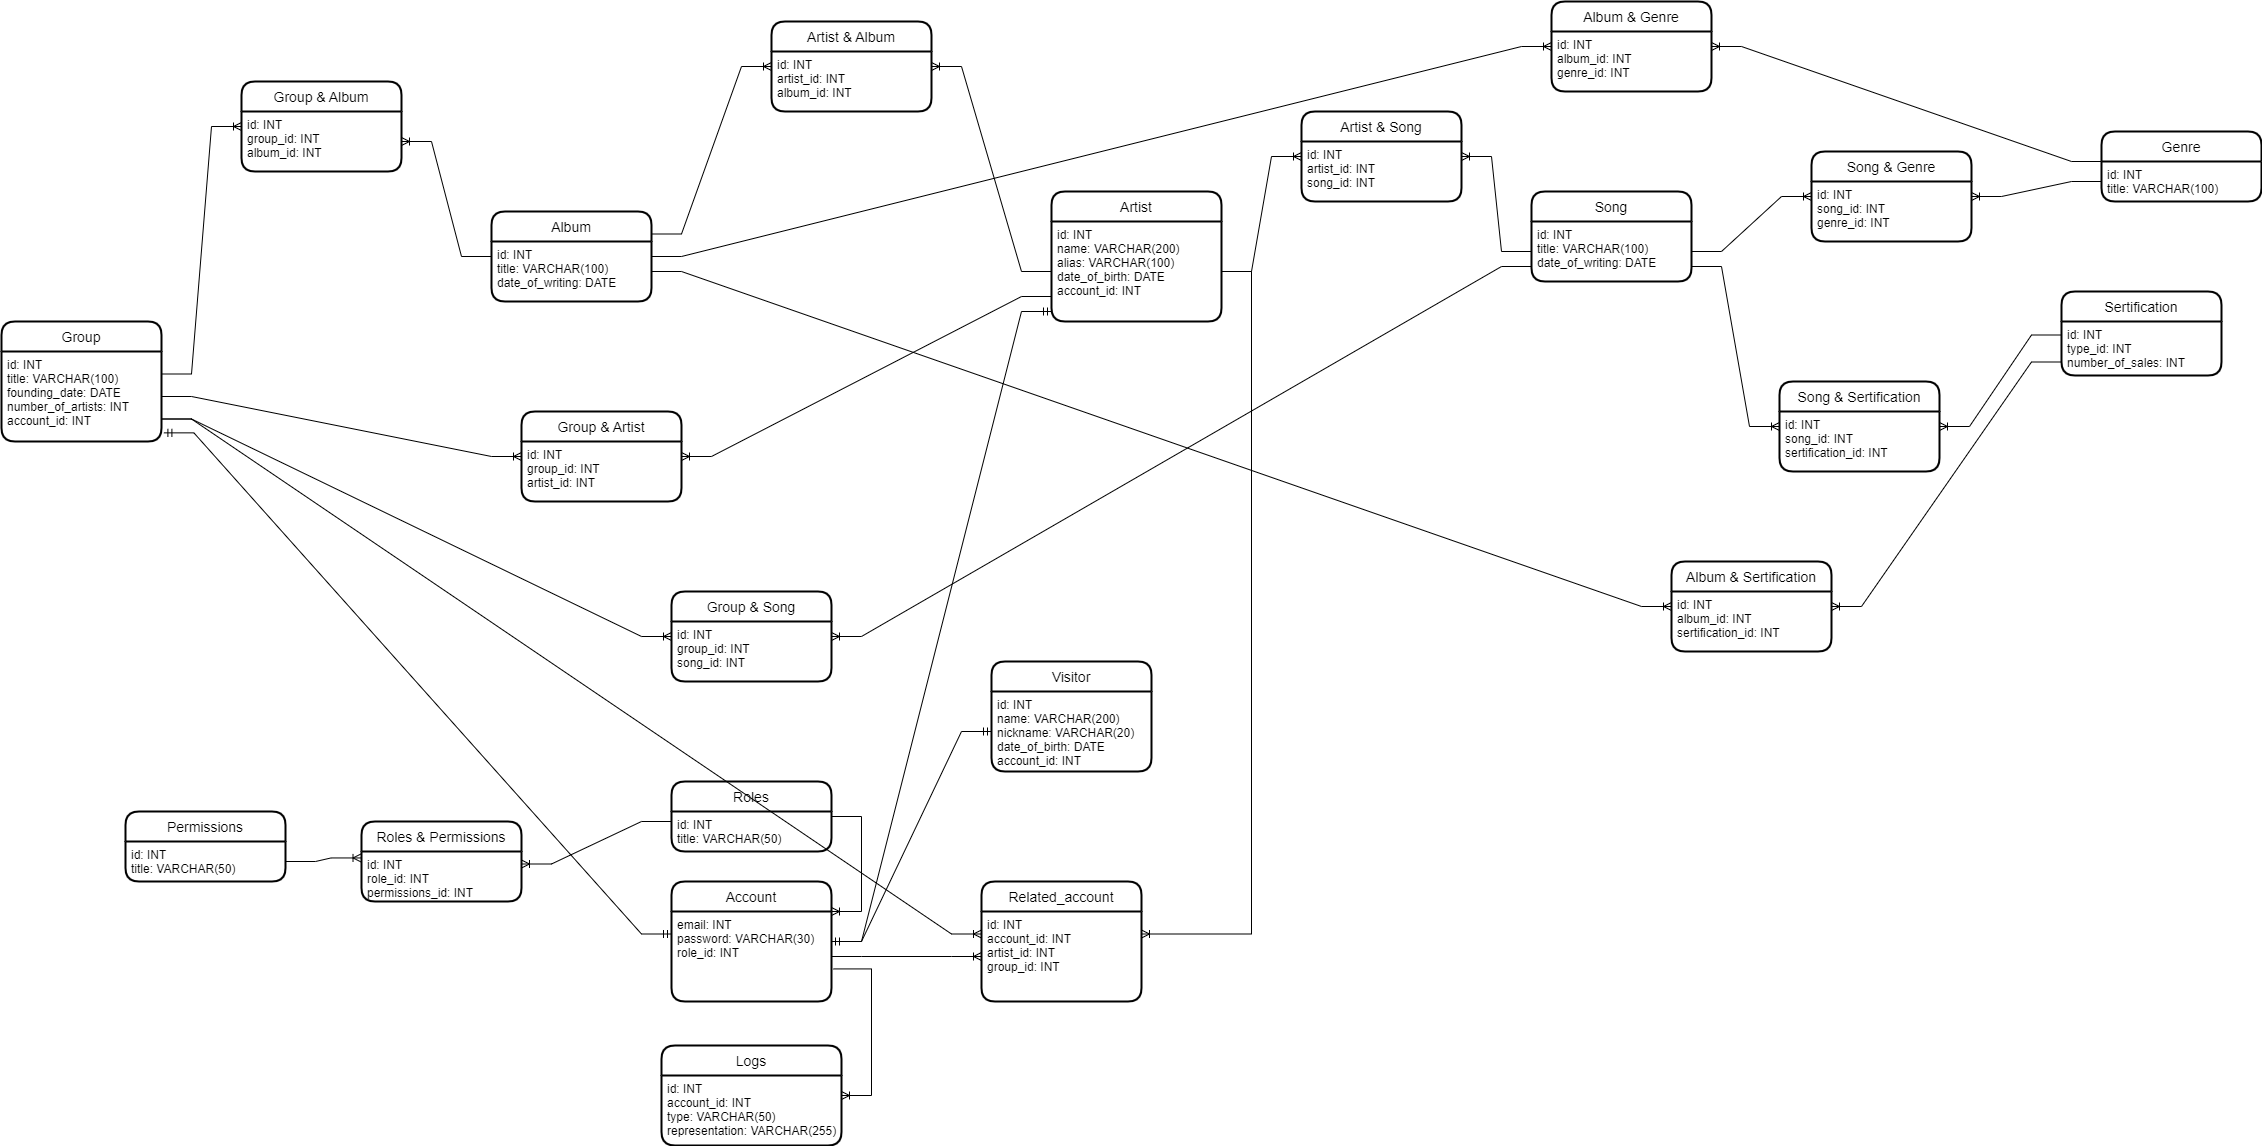 Album & Genre
id: INT
album_id: INT
genre_id: INT
Artist & Album
id: INT
artist_id: INT
album_id: INT
Group & Album
id: INT
group_id: INT
album_id: INT
Artist & Song
id: INT
artist_id: INT
song_id: INT
Genre
id: INT
title: VARCHAR(100)
Song & Genre
id: INT
song_id: INT
genre_id: INT
Album
id: INT
title: VARCHAR(100)
date_of_writing: DATE
Artist
id: INT
name: VARCHAR(200)
alias: VARCHAR(100)
date_of_birth: DATE
account_id: INT
Song
id: INT
title: VARCHAR(100)
date_of_writing: DATE
Sertification
id: INT
type_id: INT
number_of_sales: INT
Group
id: INT
title: VARCHAR(100)
founding_date: DATE
number_of_artists: INT
account_id: INT
Song & Sertification
id: INT
song_id: INT
sertification_id: INT
Group & Artist
id: INT
group_id: INT
artist_id: INT
Album & Sertification
id: INT
album_id: INT
sertification_id: INT
Group & Song
id: INT
group_id: INT
song_id: INT
Visitor
id: INT
name: VARCHAR(200)
nickname: VARCHAR(20)
date_of_birth: DATE
account_id: INT
Roles
id: INT
title: VARCHAR(50)
Permissions
id: INT
title: VARCHAR(50)
Roles & Permissions
id: INT
role_id: INT
permissions_id: INT
Account
email: INT
password: VARCHAR(30)
role_id: INT
Related_account
id: INT
account_id: INT
artist_id: INT
group_id: INT
Logs
id: INT
account_id: INT
type: VARCHAR(50)
representation: VARCHAR(255)